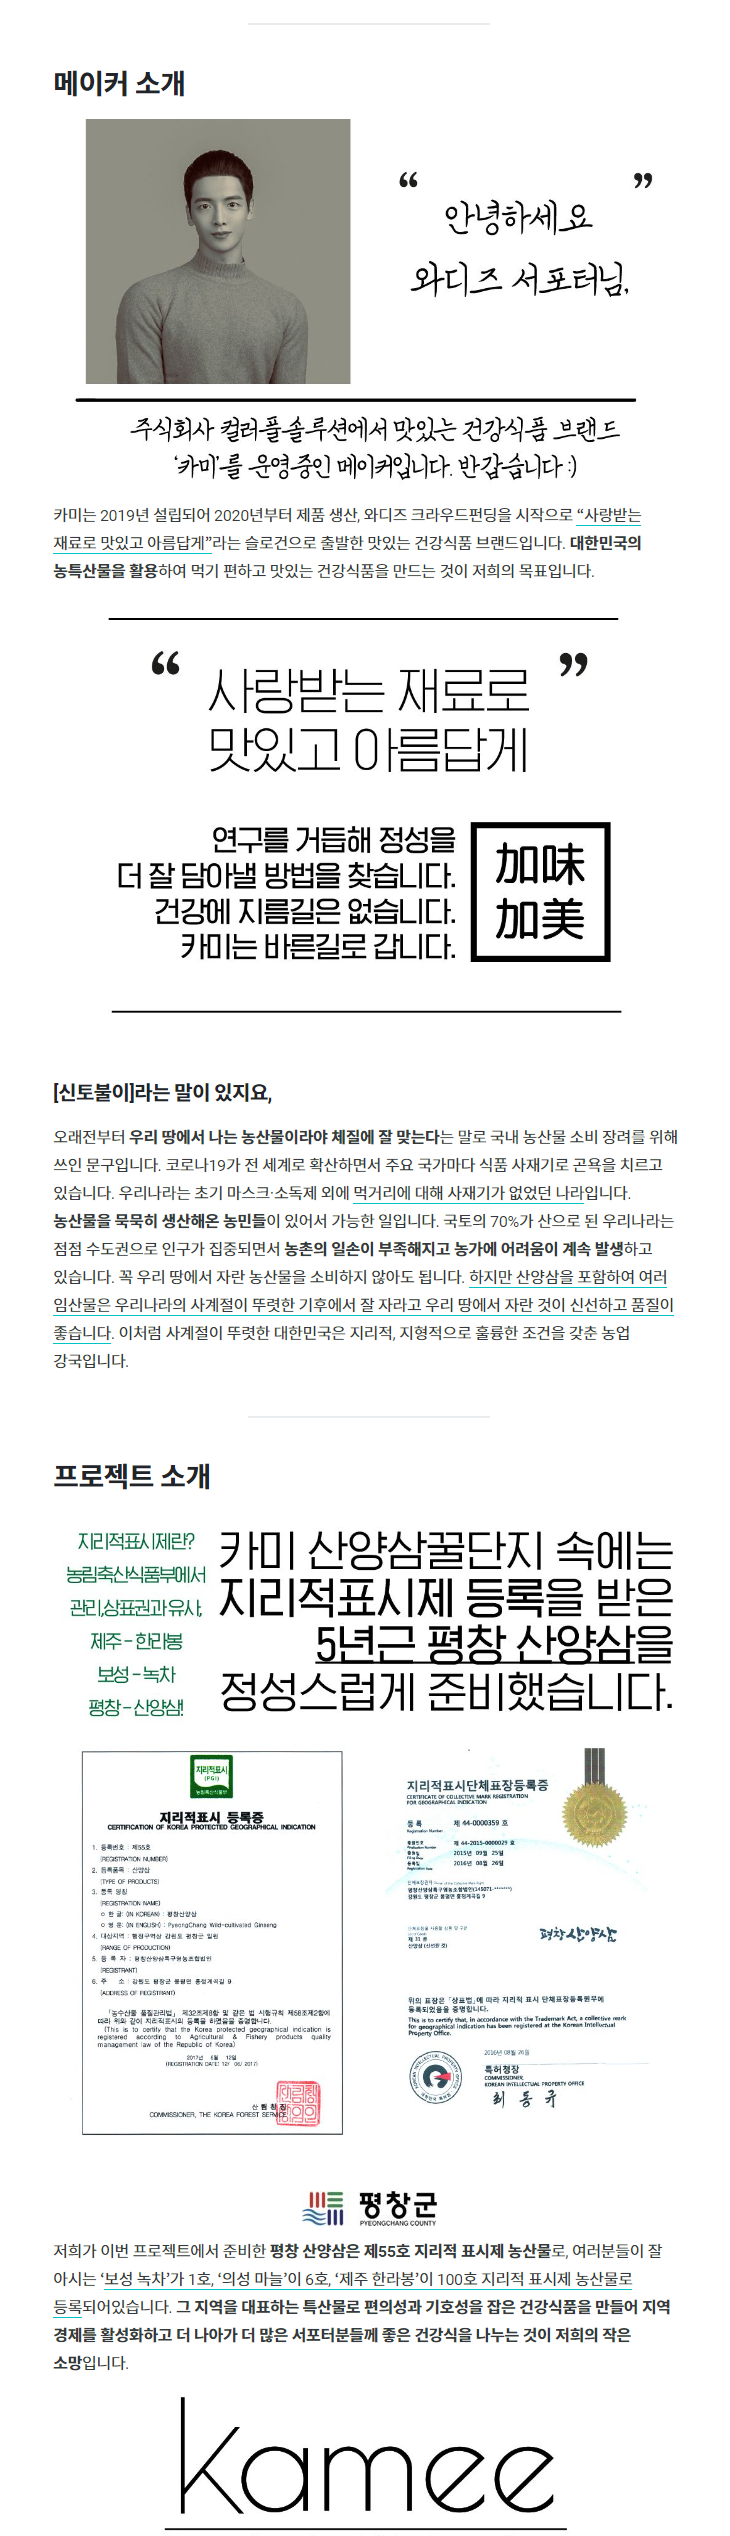 메이커 소개
“ 안녕하세요 ”
와디즈 서포터님,
주식회사 컬러풀솔루션에서 맛있는 건강식품 브랜드
‘카미’를 운영중인 메이커입니다. 반갑습니다 :)
카미는 2019년 설립되어 2020년부터 제품 생산, 와디즈 크라우드펀딩을 시작으로 “사랑받는
재료로 맛있고 아름답게”라는 슬로건으로 출발한 맛있는 건강식품 브랜드입니다. 대한민국의
농특산물을 활용하여 먹기 편하고 맛있는 건강식품을 만드는 것이 저희의 목표입니다.
“ 사랑받는 재료로 ”
맛있고 아름답게
연구를 거듭해 정성을
더 잘 담아낼 방법을 찾습니다.
건강에 지름길은 없습니다.
카미는 바른길로 갑니다.
加味
加美
[신토불이]라는 말이 있지요,
오래전부터 우리 땅에서 나는 농산물이라야 체질에 잘 맞는다는 말로 국내 농산물 소비 장려를 위해
쓰인 문구입니다. 코로나19가 전 세계로 확산하면서 주요 국가마다 식품 사재기로 곤욕을 치르고
있습니다. 우리나라는 초기 마스크·소독제 외에 먹거리에 대해 사재기가 없었던 나라입니다.
농산물을 묵묵히 생산해온 농민들이 있어서 가능한 일입니다. 국토의 70%가 산으로 된 우리나라는
점점 수도권으로 인구가 집중되면서 농촌의 일손이 부족해지고 농가에 어려움이 계속 발생하고
있습니다. 꼭 우리 땅에서 자란 농산물을 소비하지 않아도 됩니다. 하지만 산양삼을 포함하여 여러
임산물은 우리나라의 사계절이 뚜렷한 기후에서 잘 자라고 우리 땅에서 자란 것이 신선하고 품질이
좋습니다. 이처럼 사계절이 뚜렷한 대한민국은 지리적, 지형적으로 훌륭한 조건을 갖춘 농업
강국입니다.
프로젝트 소개
지리적표시제란?
농림축산식품부에서
관리,상표권과 유사,
제주 - 한라봉
보성 - 녹차
평창 - 산양삼!
카미 산양삼꿀단지 속에는
지리적표시제 등록을 받은
5년근 평창 산양삼을
정성스럽게 준비했습니다.
지리적표시
(PGI)
농림축산식품부
지리적표시 등록증
CERTIFICATION OF KOREA PROTECTED GEOGRAPHICAL INDICATION
1. 등록번호 : 제55호
(REGISTRATION NUMBER)
2. 등록품목 : 산양삼
(TYPE OF PRODUCTS)
3. 등록 명칭
(REGISTRATION NAME)
ㅇ 한 글: (IN KOREAN) : 평창산양삼
ㅇ 영 문: (IN ENGLISH) : PyeongChang Wild-cultivated Ginseng
4. 대상지역 : 행정구역상 강원도 평창군 일원
(RANGE OF PRODUCTION)
5. 등 록 자 : 평창산양삼특구영농조합법인
(REGISTRANT)
6. 주 소 : 강원도 평창군 봉평면 흥정계곡길 9
(ADDRESS OF REGISTRANT)
「농수산물 품질관리법」 제32조제8항 및 같은 법 시행규칙 제58조제2항에
따라 위와 같이 지리적표시의 등록을 하였음을 증명합니다.
(This is to certify that the Korea protected geographical indication is
registered according to Agricultural & Fishery products quality
management law of the Republic of Korea)
2017년 6월 12일
(REGISTRATION DATE: 12/ 06/ 2017)
산 림 청 장
COMMISSIONER, THE KOREA FOREST SERVICE
지리적표시단체표장등록증
CERTIFICATE OF COLLECTIVE MARK REGISTRATION
FOR GEOGRAPHICAL INDICATION
등 록 제 44-0000359 호
Registration Number
출원번호 제 44-2015-0000029 호
출원일 2015년 09월 25일
등록일 2016년 08월 26일
평창산양삼특구영농조합법인(134571-*******)
강원도 평창군 봉평면 흥정계곡길 9
제 31 류
평창산양삼
위의 표장은 「상표법」에 따라 지리적 표시 단체표장등록원부에
등록되었음을 증명합니다.
This is to certify that, in accordance with the Trademark Act, a collective mark
for geographical indication has been registered at the Korean Intellectual
Property Office.
2016년 08월 26일
특허청장
COMMISSIONER,
KOREAN INTELLECTUAL PROPERTY OFFICE
최 동 규
평창군
PYEONGCHANG COUNTY
저희가 이번 프로젝트에서 준비한 평창 산양삼은 제55호 지리적 표시제 농산물로, 여러분들이 잘
아시는 ‘보성 녹차’가 1호, ‘의성 마늘’이 6호, ‘제주 한라봉’이 100호 지리적 표시제 농산물로
등록되어있습니다. 그 지역을 대표하는 특산물로 편의성과 기호성을 잡은 건강식품을 만들어 지역
경제를 활성화하고 더 나아가 더 많은 서포터분들께 좋은 건강식을 나누는 것이 저희의 작은
소망입니다.
kamee